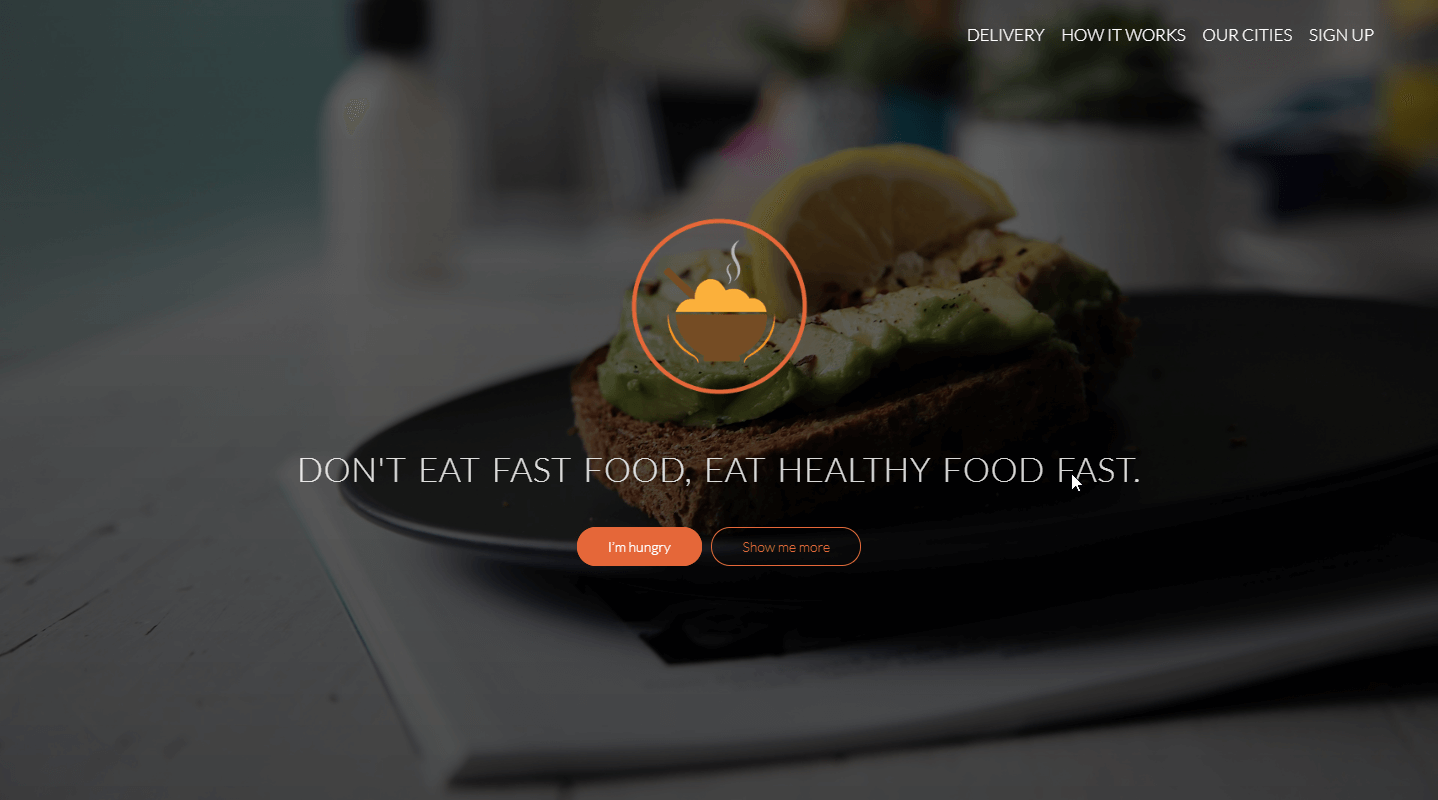 DELIVERY HOW IT WORKS OUR CITIES SIGN UP
DON'T EAT FAST FOOD, EAT HEALTHY FOOD FAST.
I'm hungry Show me more